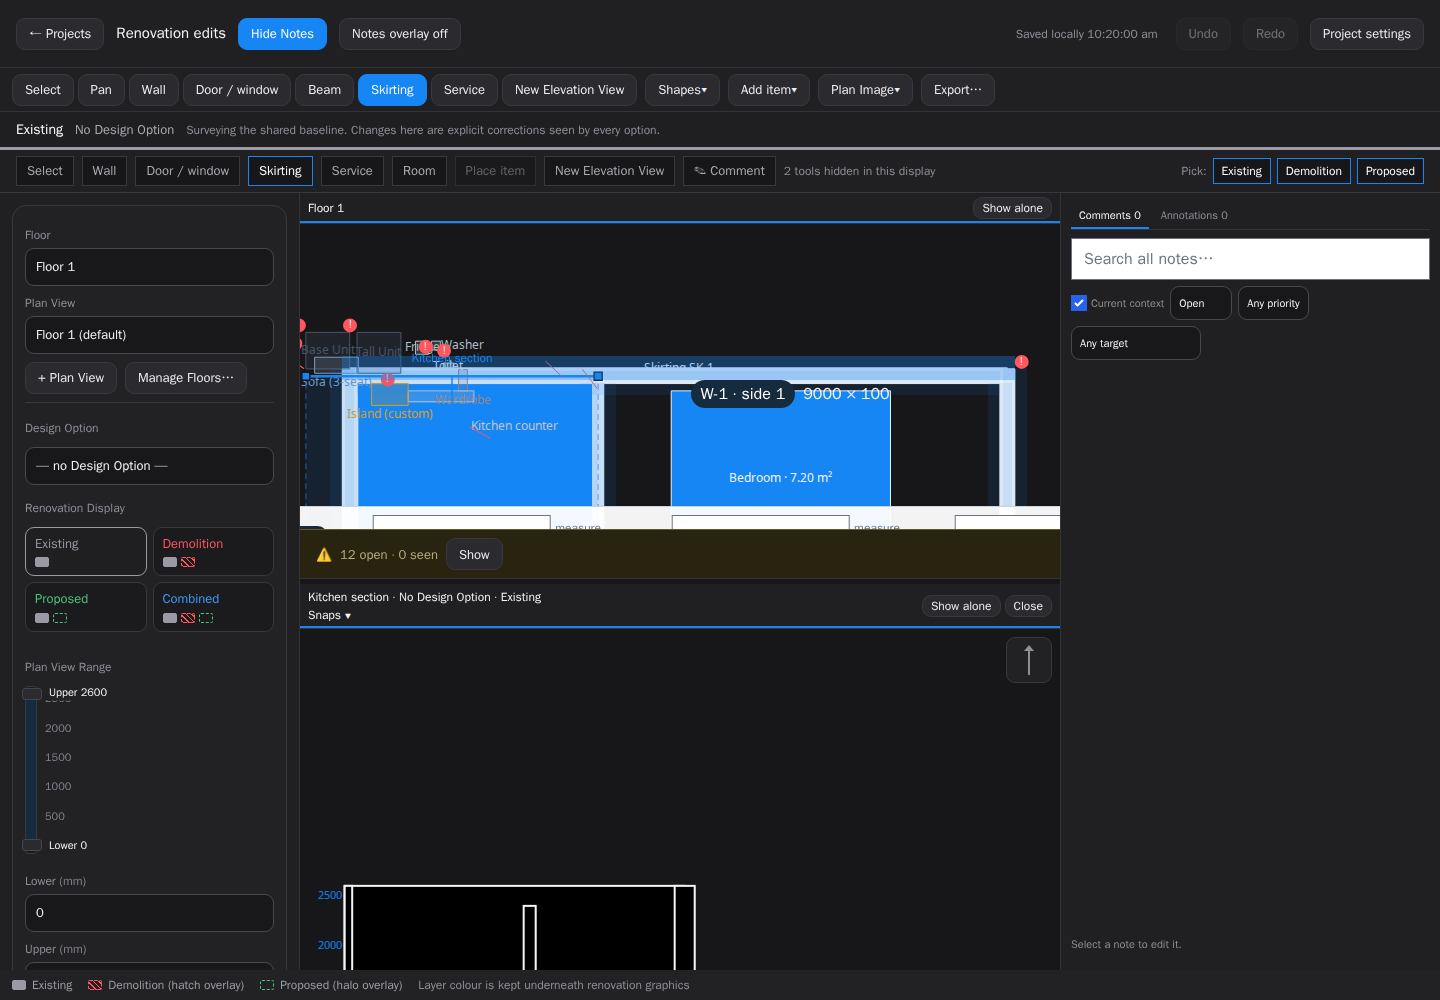 ← Projects Renovation edits Hide Notes Notes overlay off Saved locally 10:20:00 am Undo Redo Project settings
Select Pan Wall Door / window Beam Skirting Service New Elevation View Shapes▾ Add item▾ Plan Image▾ Export···
Existing No Design Option Surveying the shared baseline. Changes here are explicit corrections seen by every option.
Select Wall Door / window Skirting Service Room Place item New Elevation View ✎ Comment 2 tools hidden in this display Pick: Existing Demolition Proposed
Floor
Floor 1
Plan View
Floor 1 (default)
+ Plan View Manage Floors···
Design Option
— no Design Option —
Renovation Display
Existing Demolition
Proposed Combined
Plan View Range
Upper 2600
2000
1500
1000
500
Lower 0
Lower (mm)
0
Upper (mm)
Floor 1 Show alone
Base Unit Tall Unit Washer
Kitchen section
Toilet Skirting SK-1
Sofa (3-seat)
Wardrobe
Island (custom)
Kitchen counter
W-1 · side 1 9000 × 100
Bedroom · 7.20 m²
measure measure
⚠️ 12 open · 0 seen Show
Kitchen section · No Design Option · Existing
Snaps ▾
Show alone Close
2500
2000
Comments 0 Annotations 0
Search all notes···
Current context Open Any priority
Any target
Select a note to edit it.
Existing Demolition (hatch overlay) Proposed (halo overlay) Layer colour is kept underneath renovation graphics